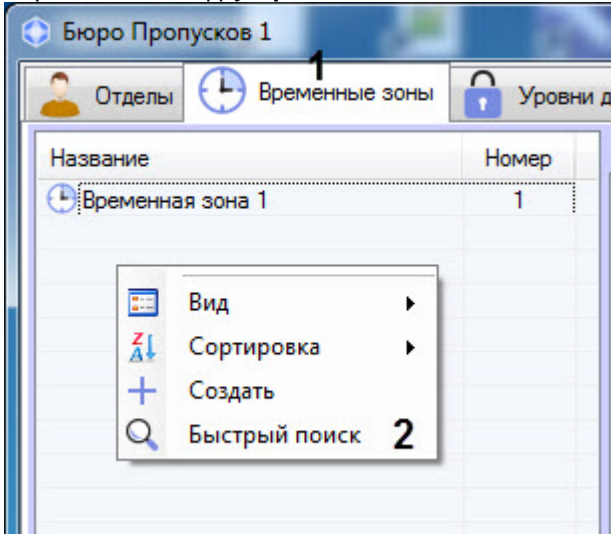 Бюро Пропусков 1
1
Отделы Временные зоны Уровни д
Название Номер
Временная зона 1 1
Вид
Сортировка
Создать
Быстрый поиск 2